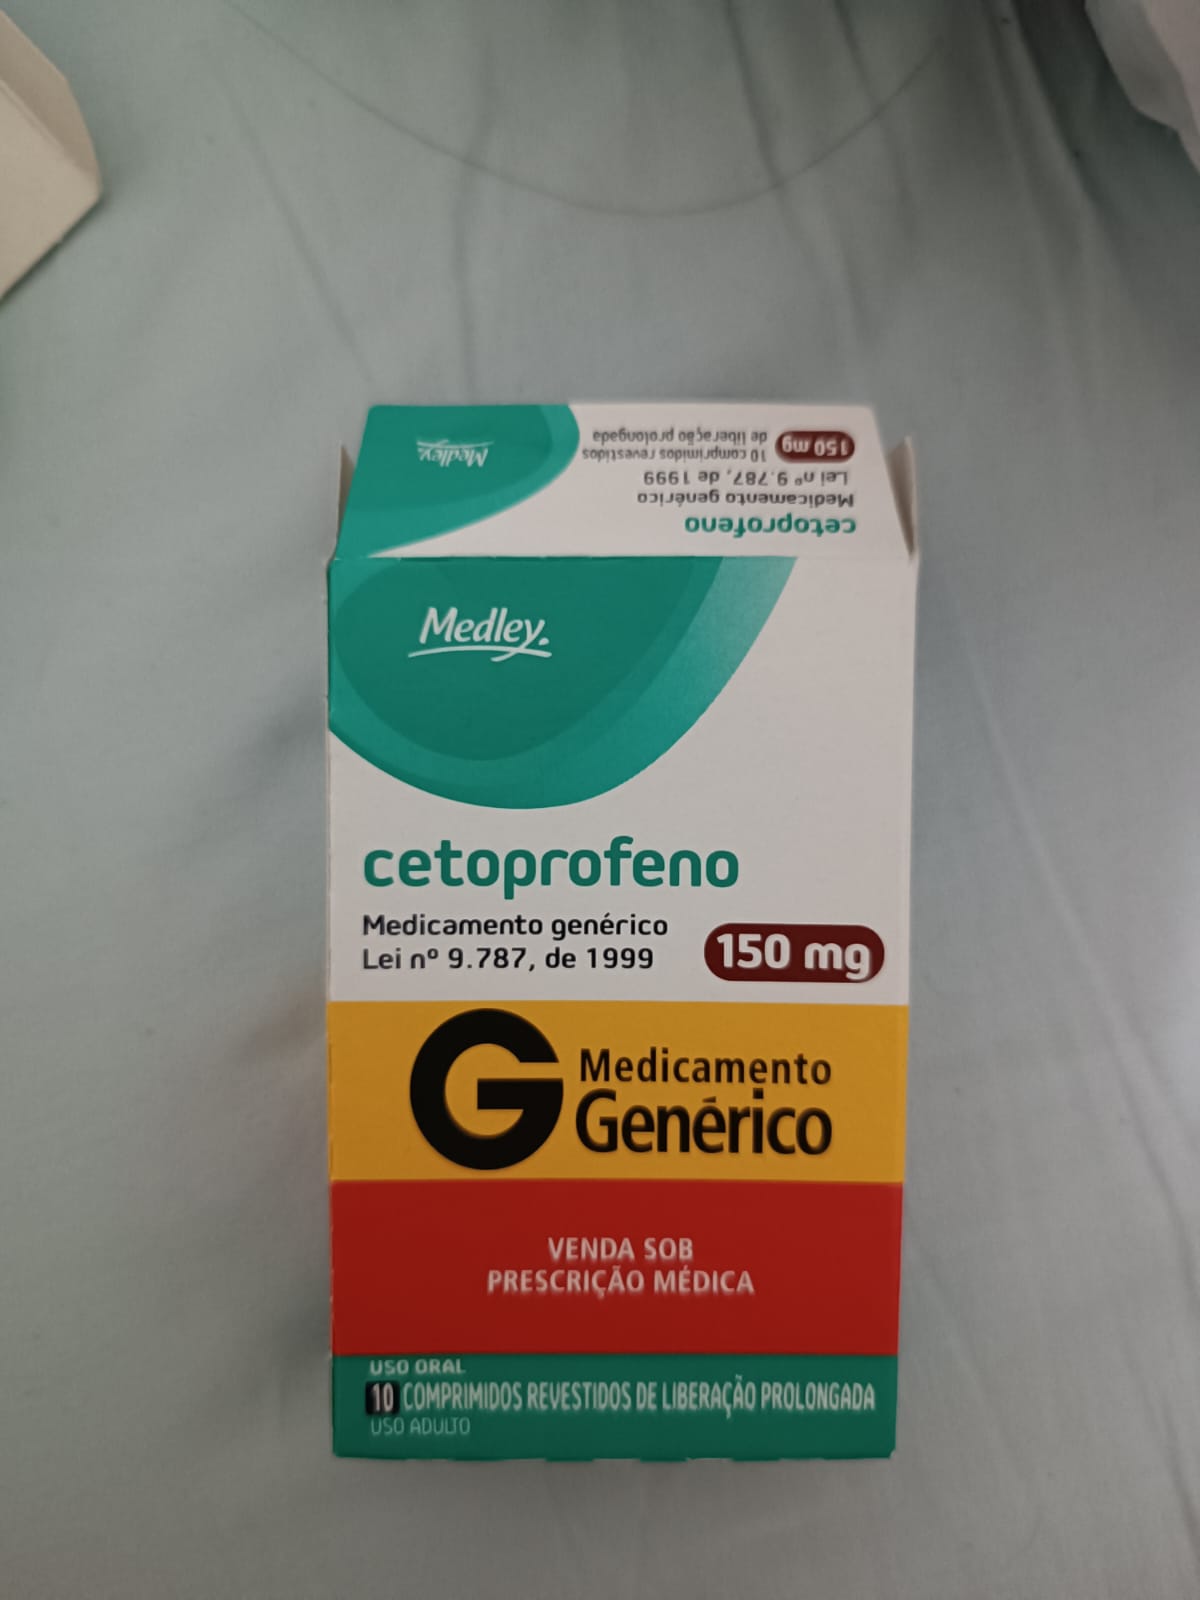 cetoprofeno
Medicamento genérico
Lei nº 9.787, de 1999
150 mg
10 comprimidos revestidos
de liberação prolongada
Medley.
Medley.
cetoprofeno
Medicamento genérico
Lei nº 9.787, de 1999
150 mg
G Medicamento
Genérico
VENDA SOB
PRESCRIÇÃO MÉDICA
USO ORAL
10 COMPRIMIDOS REVESTIDOS DE LIBERAÇÃO PROLONGADA
USO ADULTO